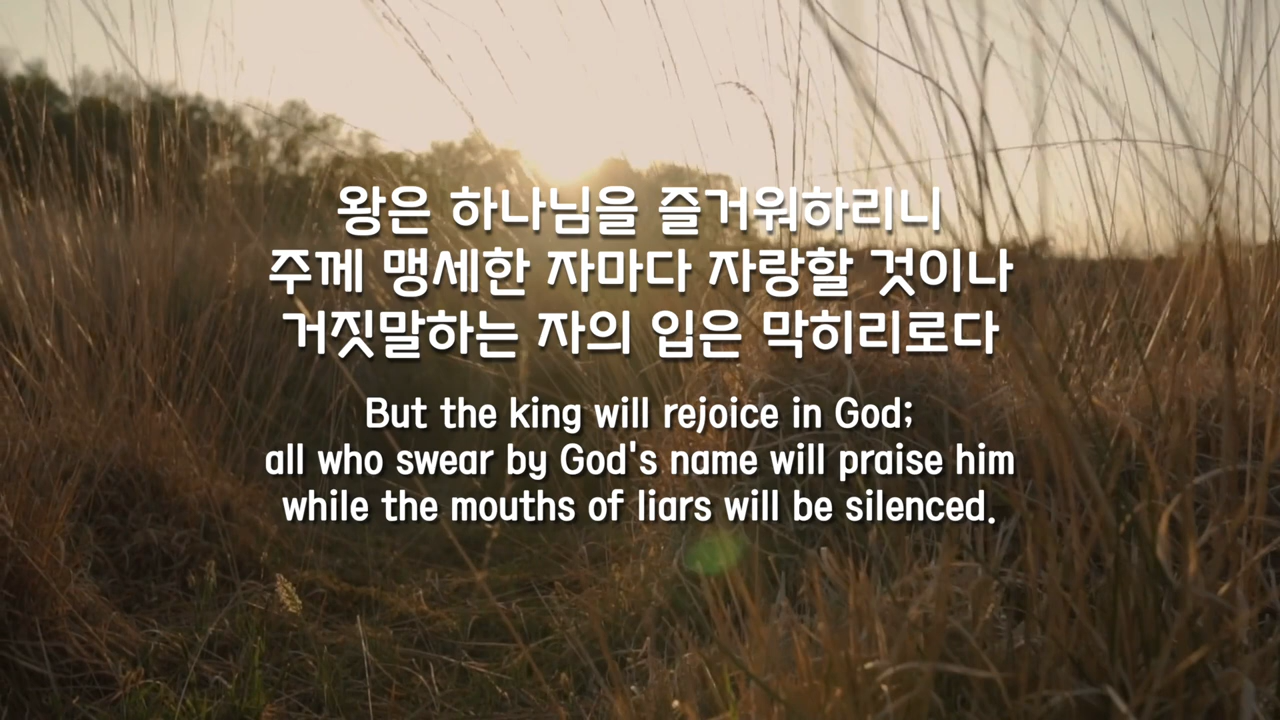 왕은 하나님을 즐거워하리니
주께 맹세한 자마다 자랑할 것이나
거짓말하는 자의 입은 막히리로다
But the king will rejoice in God;
all who swear by God's name will praise him
while the mouths of liars will be silenced.